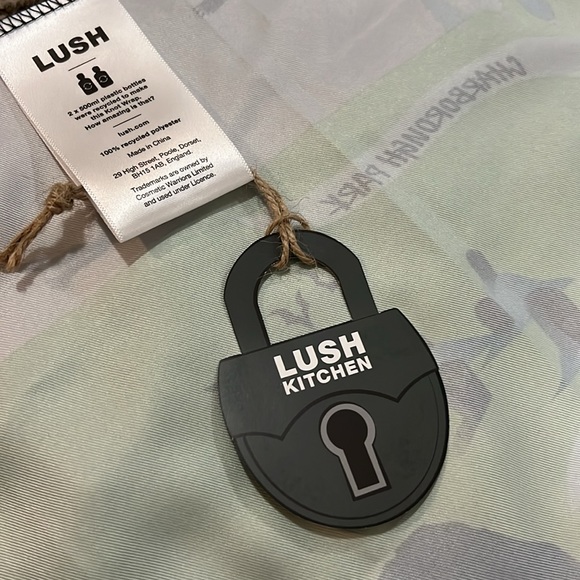 LUSH
2 x 500ml plastic bottles
were recycled to make
this Knot Wrap.
How amazing is that?
lush.com
100% recycled polyester
Made in China
29 High Street, Poole, Dorset,
BH15 1AB, England.
Trademarks are owned by
Cosmetic Warriors Limited
and used under Licence.
CHARBOROUGH PARK
LUSH
KITCHEN